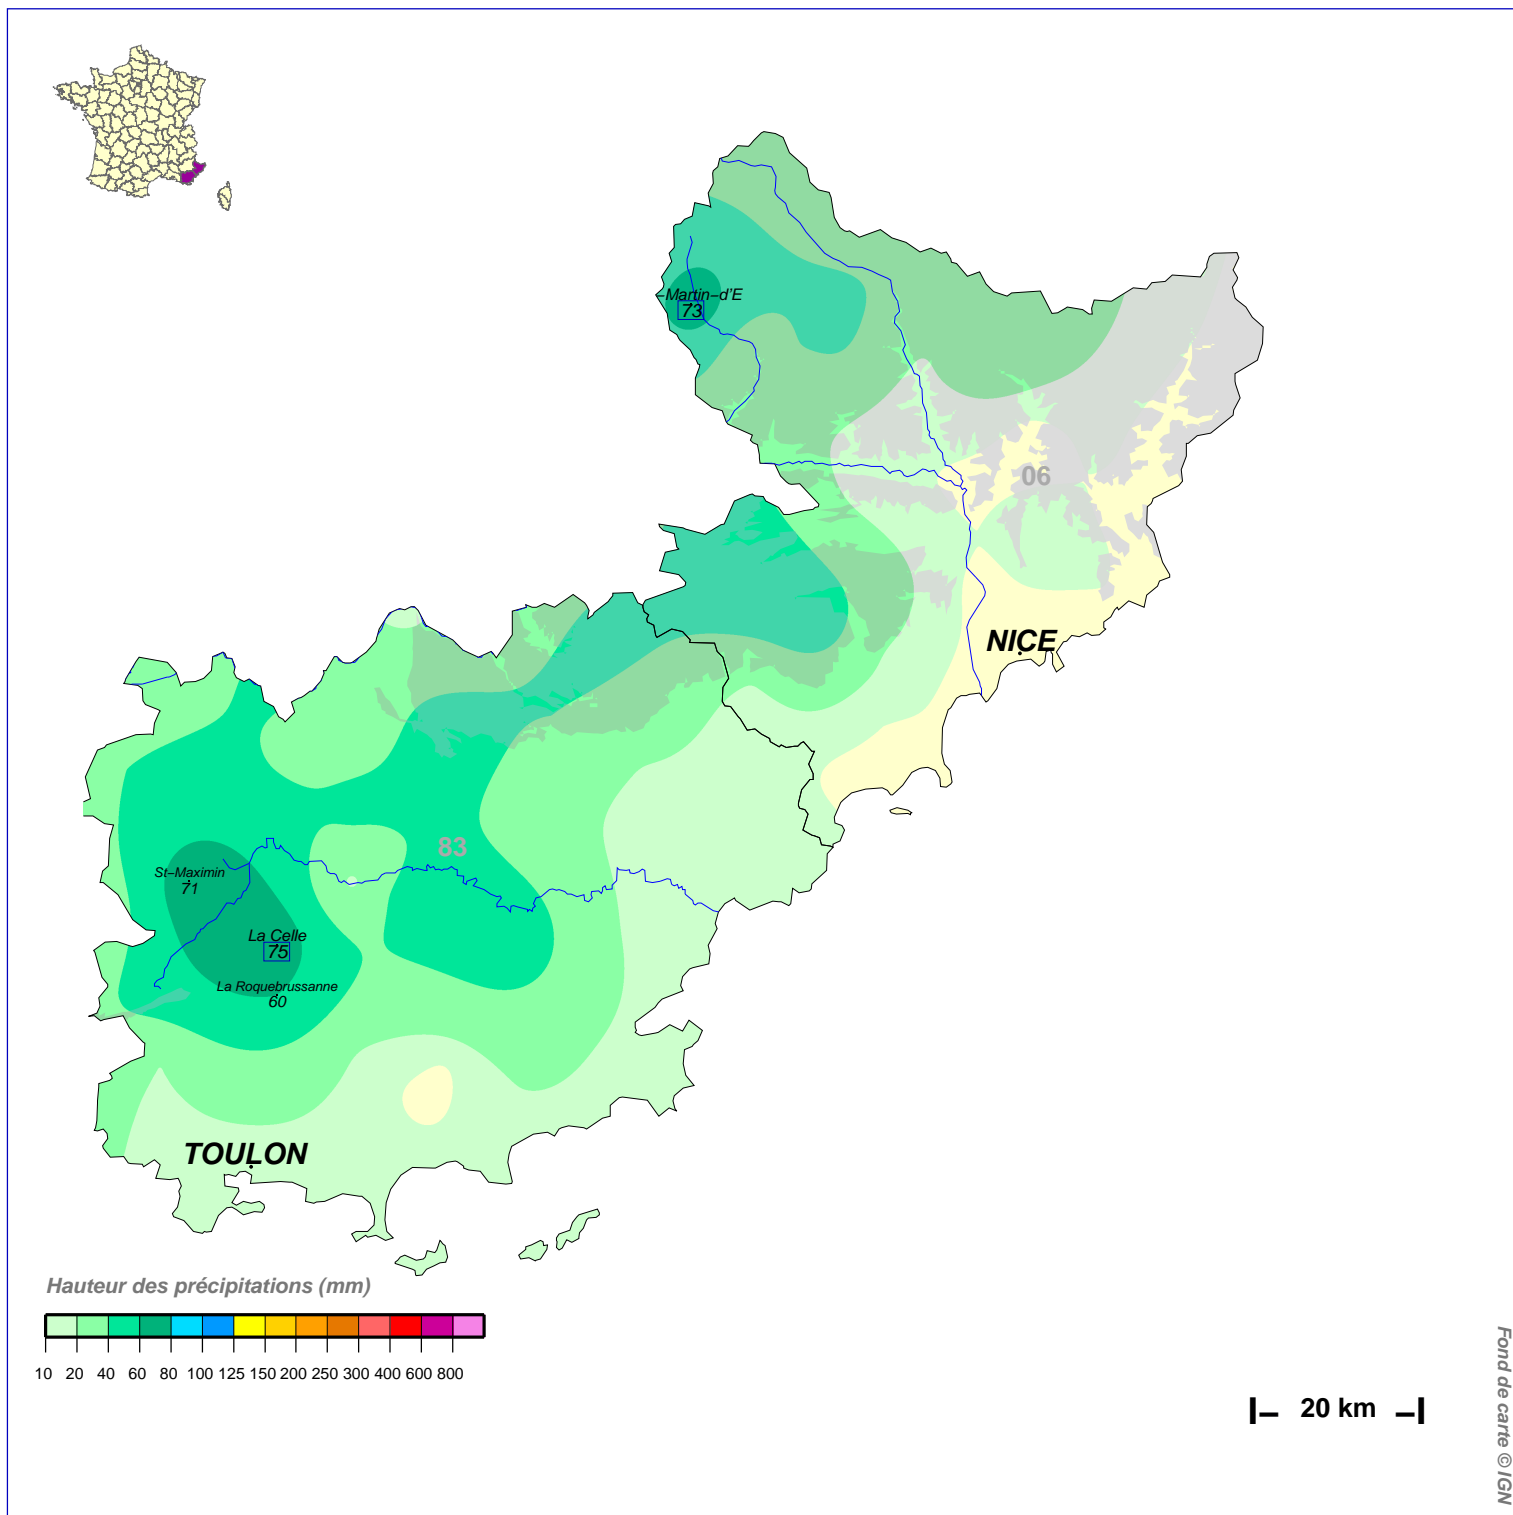 −Martin−d'E
73
06
NICE
83
St−Maximin
71
La Celle
75
La Roquebrussanne
60
TOULON
Hauteur des précipitations (mm)
10 20 40 60 80 100 125 150 200 250 300 400 600 800
20 km
Fond de carte © IGN